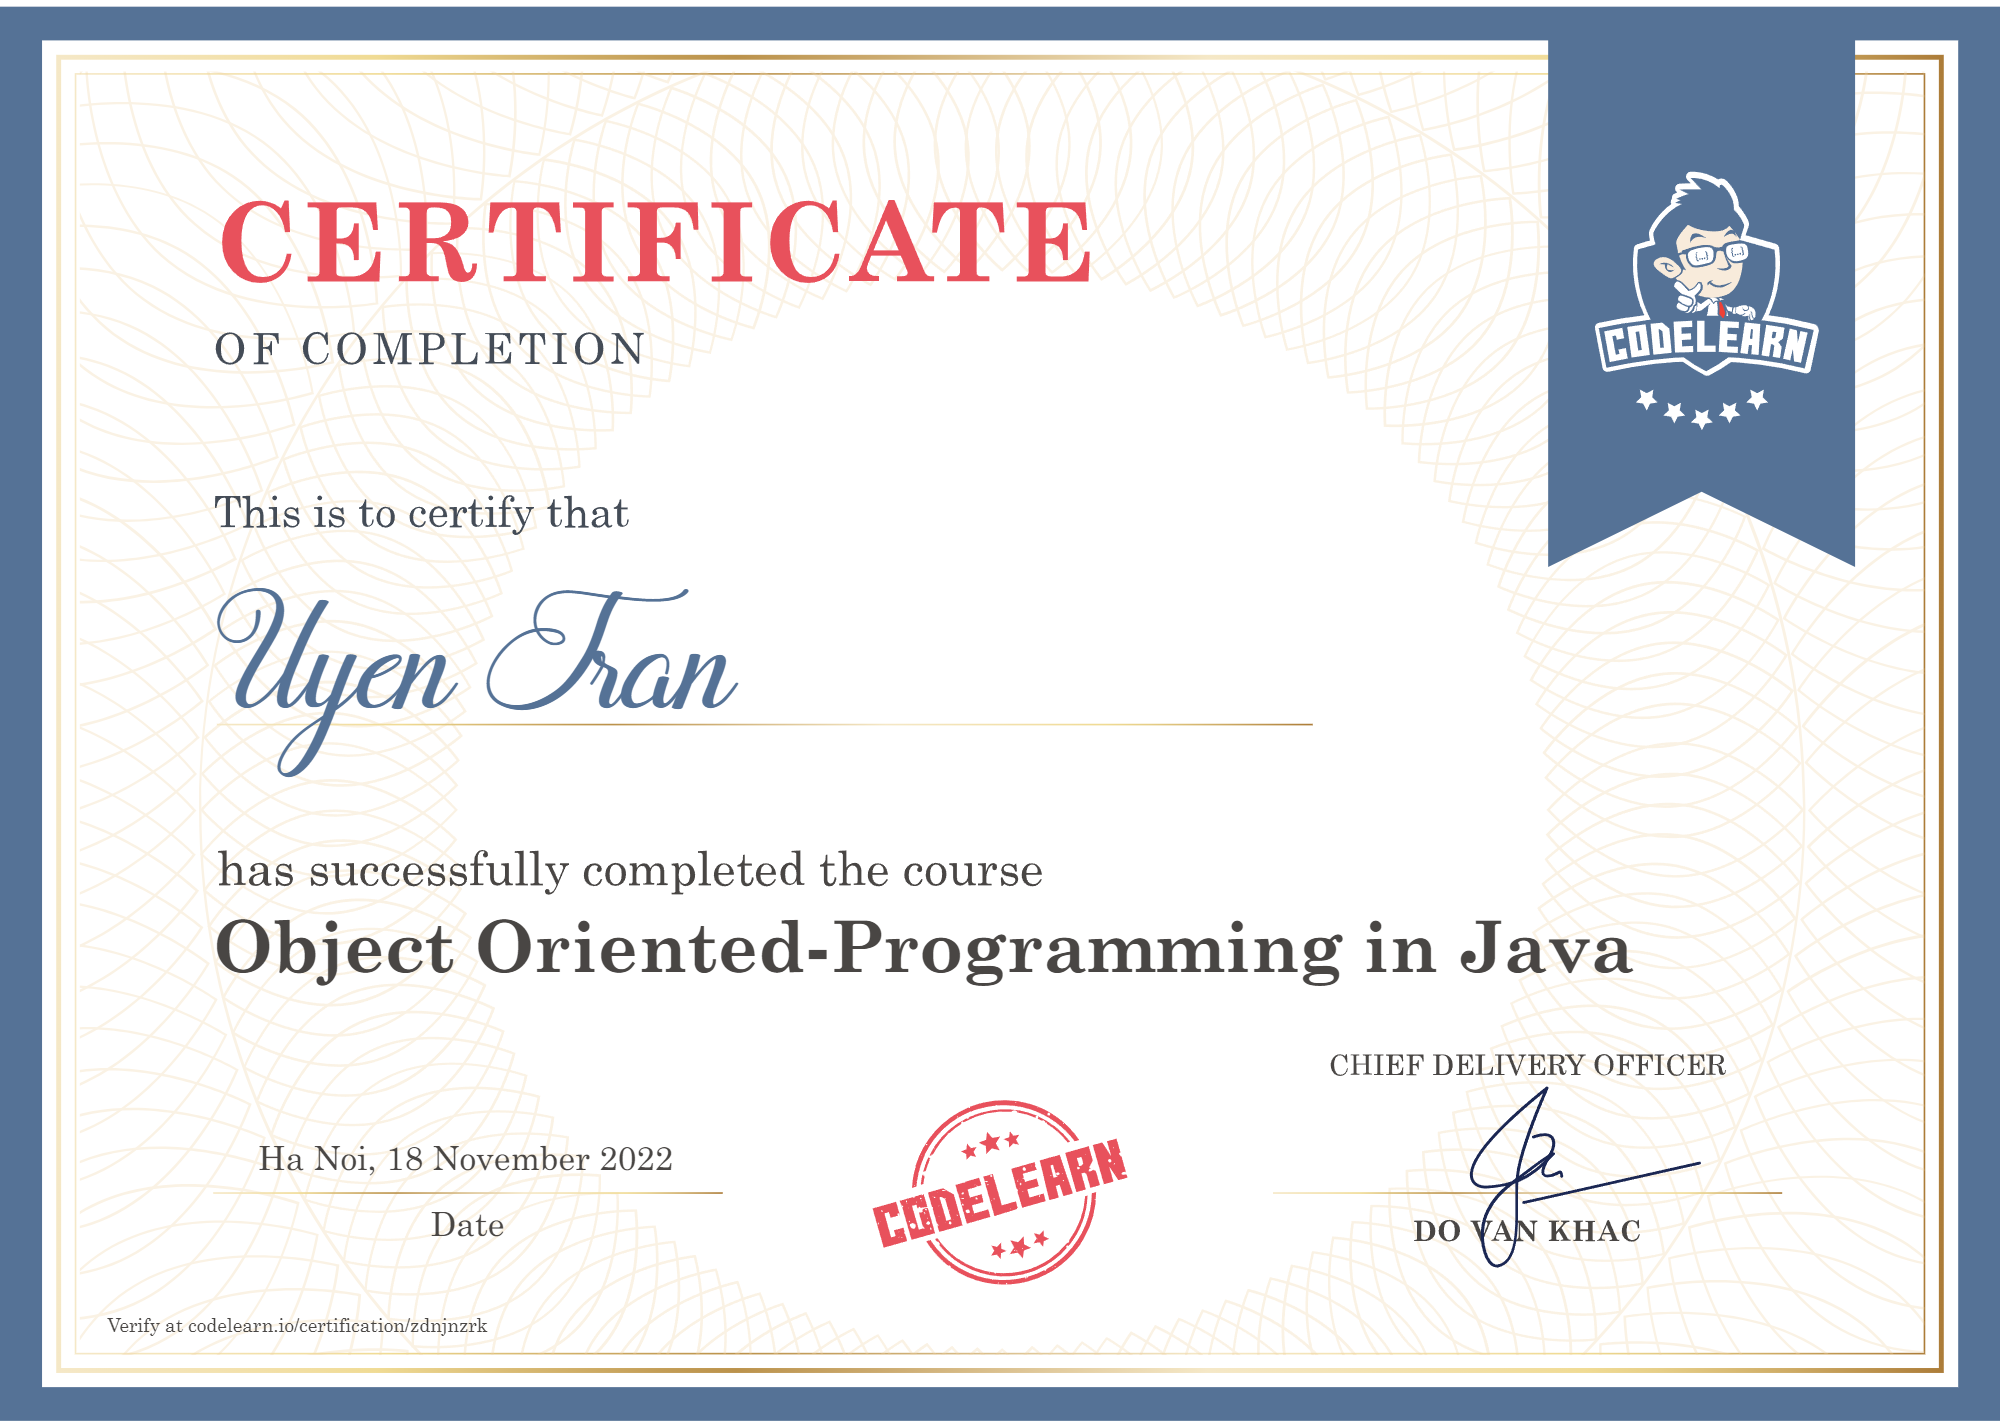 CERTIFICATE
OF COMPLETION
CODELEARN
This is to certify that
Uyen Tran
has successfully completed the course
Object Oriented-Programming in Java
CHIEF DELIVERY OFFICER
Ha Noi, 18 November 2022
Date
CODELEARN
DO VAN KHAC
Verify at codelearn.io/certification/zdnjnzrk